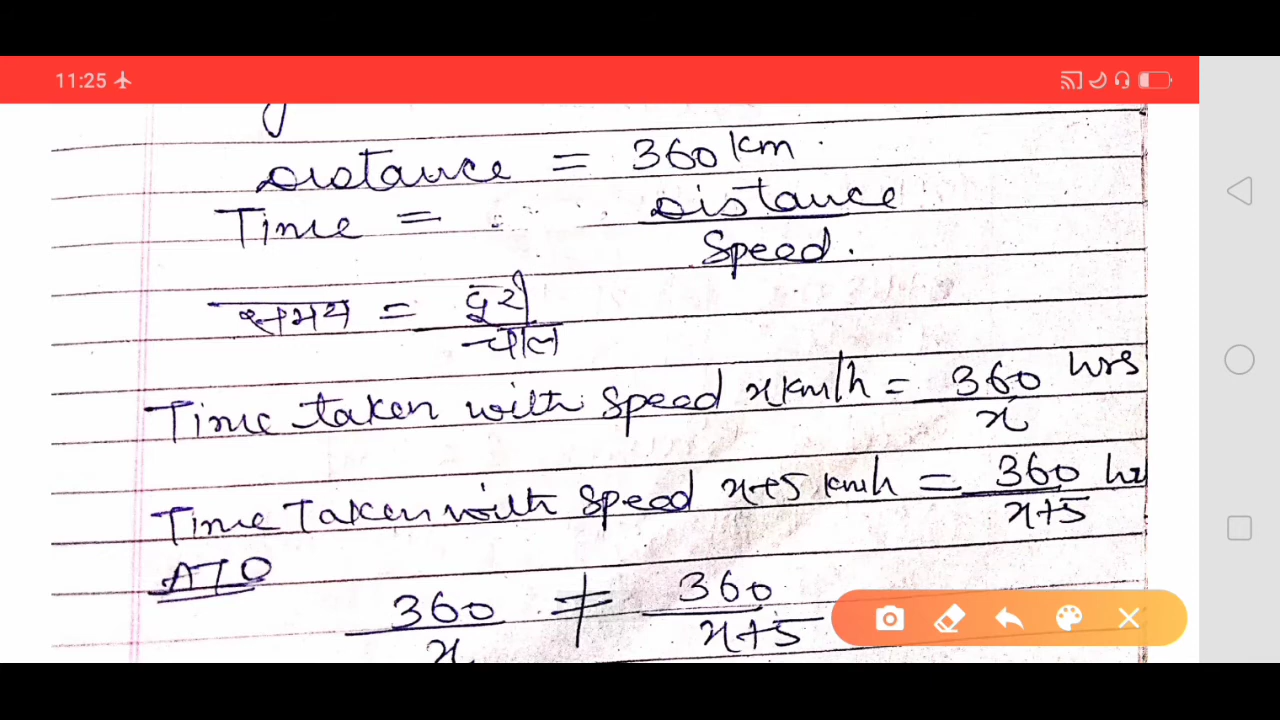 11:25
Distance = 360 km.
Time = Distance / Speed.
समय = दुरी / चाल
Time taken with speed x km/h = 360 / x hrs
Time Taken with speed x+5 km/h = 360 / x+5 hr
ATQ
360 / x ≠ 360 / x+5